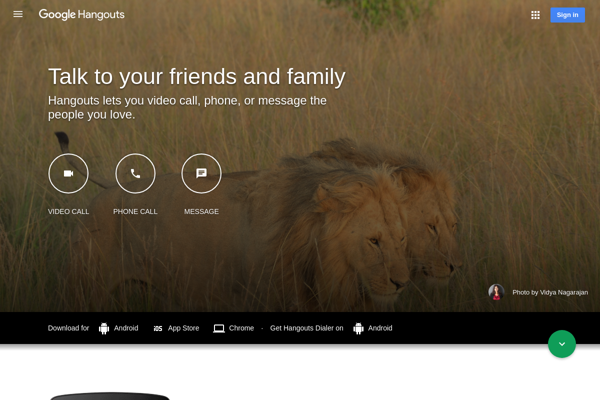 Google Hangouts
Sign in
Talk to your friends and family
Hangouts lets you video call, phone, or message the
people you love.
VIDEO CALL
PHONE CALL
MESSAGE
Photo by Vidya Nagarajan
Download for Android iOS App Store Chrome - Get Hangouts Dialer on Android